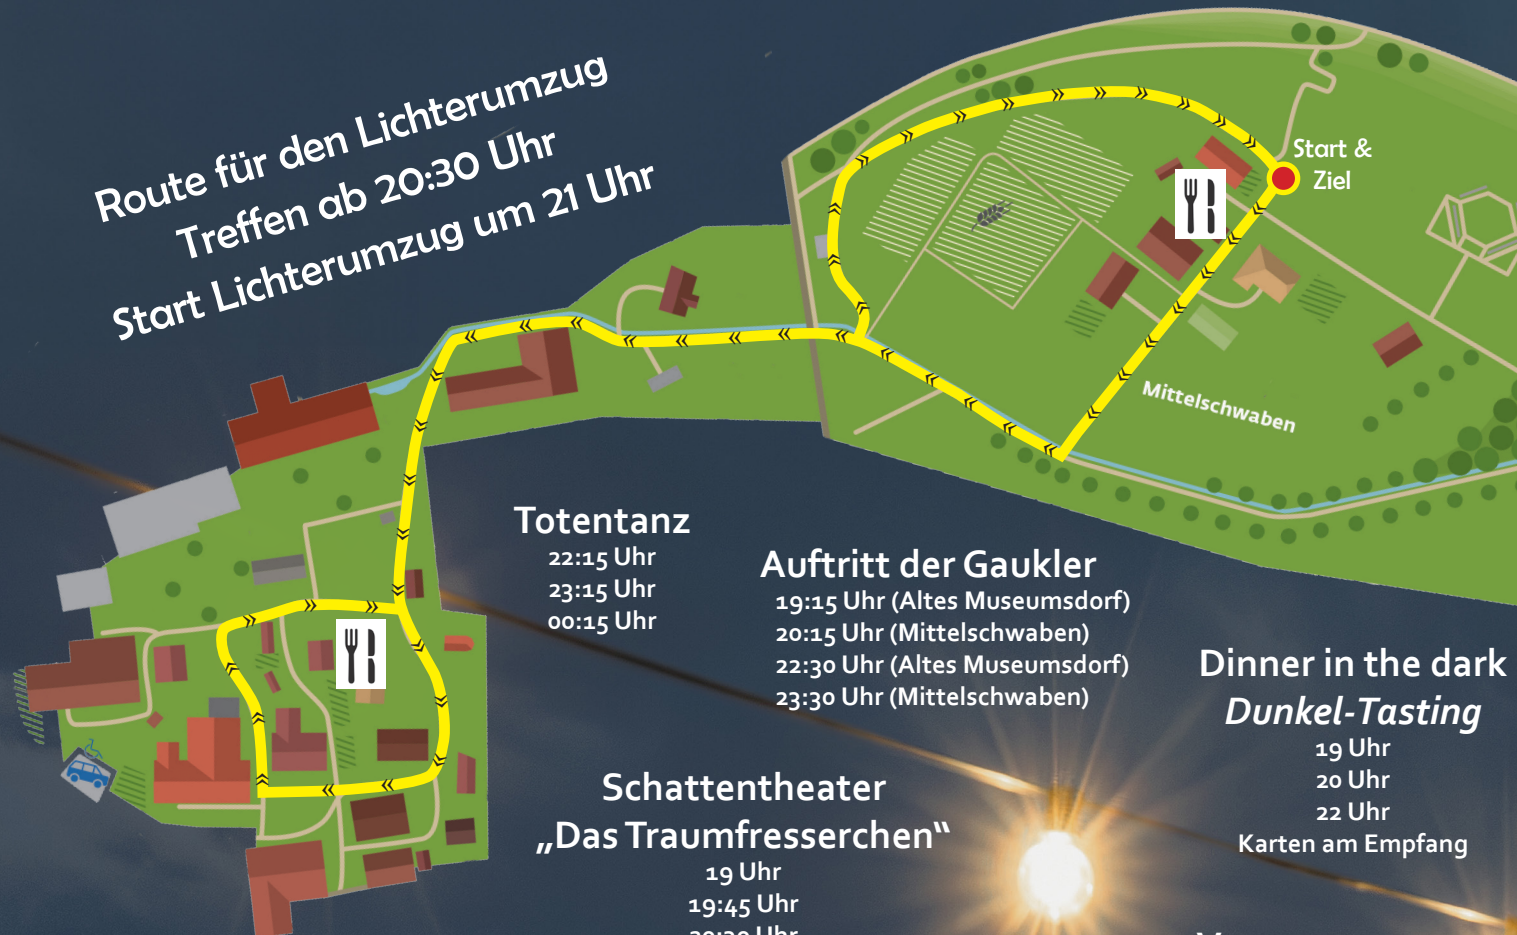 Route für den Lichterumzug
Treffen ab 20:30 Uhr
Start Lichterumzug um 21 Uhr
Start &
Ziel
Mittelschwaben
Totentanz
22:15 Uhr
23:15 Uhr
00:15 Uhr
Auftritt der Gaukler
19:15 Uhr (Altes Museumsdorf)
20:15 Uhr (Mittelschwaben)
22:30 Uhr (Altes Museumsdorf)
23:30 Uhr (Mittelschwaben)
Dinner in the dark
Dunkel-Tasting
19 Uhr
20 Uhr
22 Uhr
Karten am Empfang
Schattentheater
„Das Traumfresserchen“
19 Uhr
19:45 Uhr